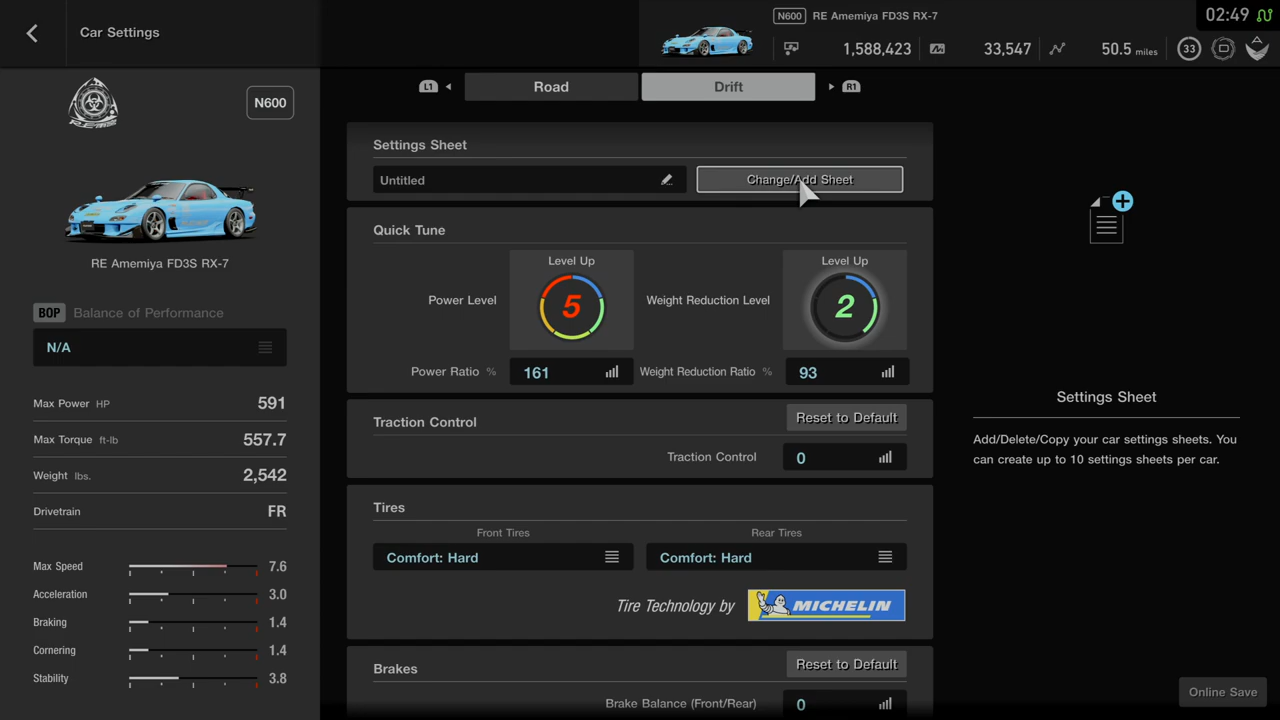 Car Settings
N600
RE Amemiya FD3S RX-7
02:49
1,588,423
33,547
50.5 miles
33
L1
Road
Drift
R1
N600
RE Amemiya FD3S RX-7
BOP
Balance of Performance
N/A
Max Power HP
591
Max Torque ft-lb
557.7
Weight lbs.
2,542
Drivetrain
FR
Max Speed
7.6
Acceleration
3.0
Braking
1.4
Cornering
1.4
Stability
3.8
Settings Sheet
Untitled
Change/Add Sheet
Quick Tune
Level Up
Level Up
Power Level
5
Weight Reduction Level
2
Power Ratio %
161
Weight Reduction Ratio %
93
Traction Control
Reset to Default
Traction Control
0
Tires
Front Tires
Rear Tires
Comfort: Hard
Comfort: Hard
Tire Technology by
MICHELIN
Brakes
Reset to Default
Brake Balance (Front/Rear)
0
Settings Sheet
Add/Delete/Copy your car settings sheets. You
can create up to 10 settings sheets per car.
Online Save